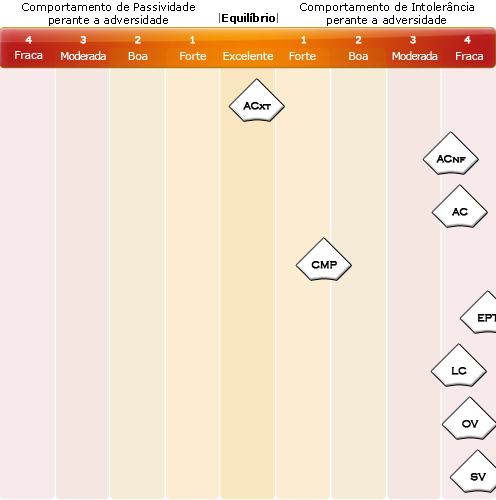 Comportamento de Passividade
perante a adversidade
|Equilíbrio|
Comportamento de Intolerância
perante a adversidade
4 3 2 1 1 2 3 4
Fraca Moderada Boa Forte Excelente Forte Boa Moderada Fraca
ACXT
ACNF
AC
CMP
EPT
LC
OV
SV